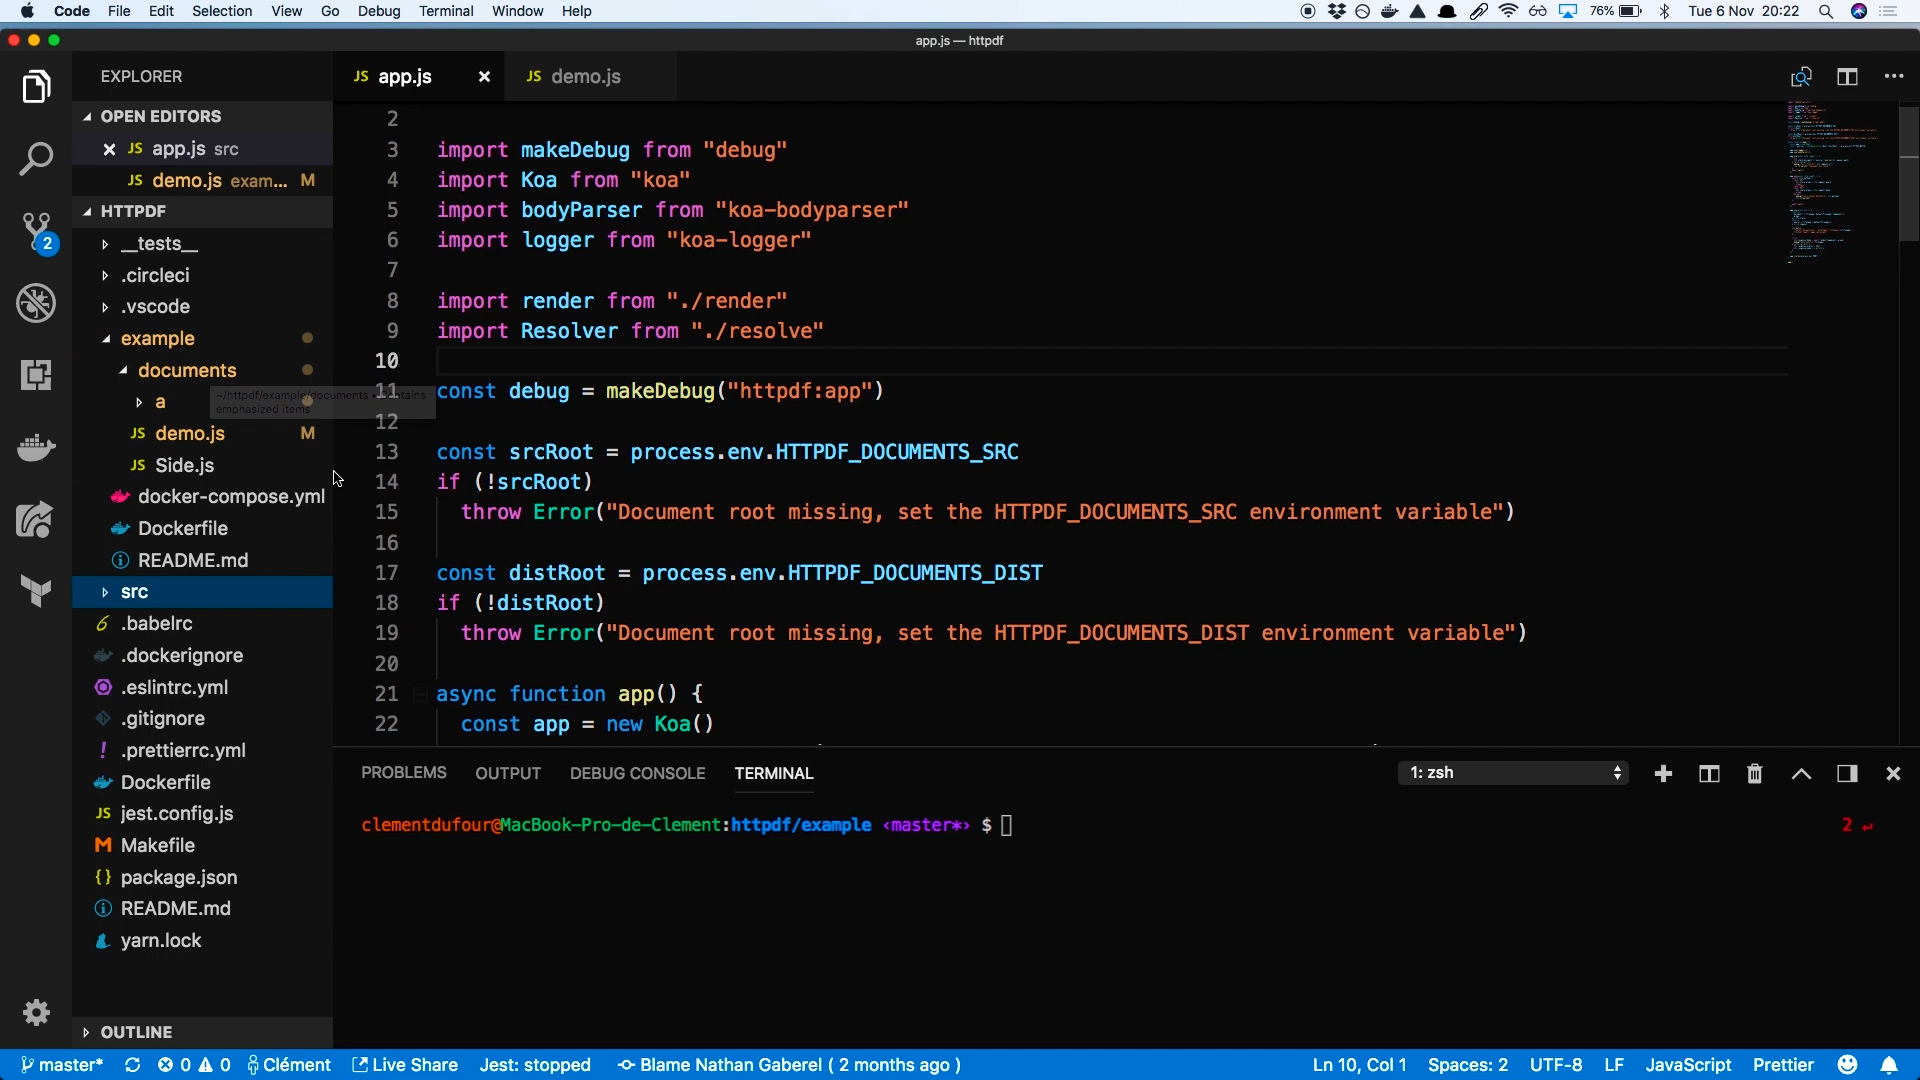 Code File Edit Selection View Go Debug Terminal Window Help
76% Tue 6 Nov 20:22
app.js — httpdf
EXPLORER
OPEN EDITORS
JS app.js src
JS demo.js exam... M
HTTPDF
__tests__
.circleci
.vscode
example
documents
a
~/httpdf/example/documents • Contains emphasized items
JS demo.js M
JS Side.js
docker-compose.yml
Dockerfile
README.md
src
.babelrc
.dockerignore
.eslintrc.yml
.gitignore
.prettierrc.yml
Dockerfile
JS jest.config.js
Makefile
{} package.json
README.md
yarn.lock
OUTLINE
2
JS app.js
JS demo.js
2
3 import makeDebug from "debug"
4 import Koa from "koa"
5 import bodyParser from "koa-bodyparser"
6 import logger from "koa-logger"
7
8 import render from "./render"
9 import Resolver from "./resolve"
10
11 const debug = makeDebug("httpdf:app")
12
13 const srcRoot = process.env.HTTPDF_DOCUMENTS_SRC
14 if (!srcRoot)
15 throw Error("Document root missing, set the HTTPDF_DOCUMENTS_SRC environment variable")
16
17 const distRoot = process.env.HTTPDF_DOCUMENTS_DIST
18 if (!distRoot)
19 throw Error("Document root missing, set the HTTPDF_DOCUMENTS_DIST environment variable")
20
21 async function app() {
22 const app = new Koa()
PROBLEMS OUTPUT DEBUG CONSOLE TERMINAL
1: zsh
clementdufour@MacBook-Pro-de-Clement:httpdf/example ‹master*› $
2 ↵
master* 0 0 Clément Live Share Jest: stopped Blame Nathan Gaberel ( 2 months ago )
Ln 10, Col 1 Spaces: 2 UTF-8 LF JavaScript Prettier